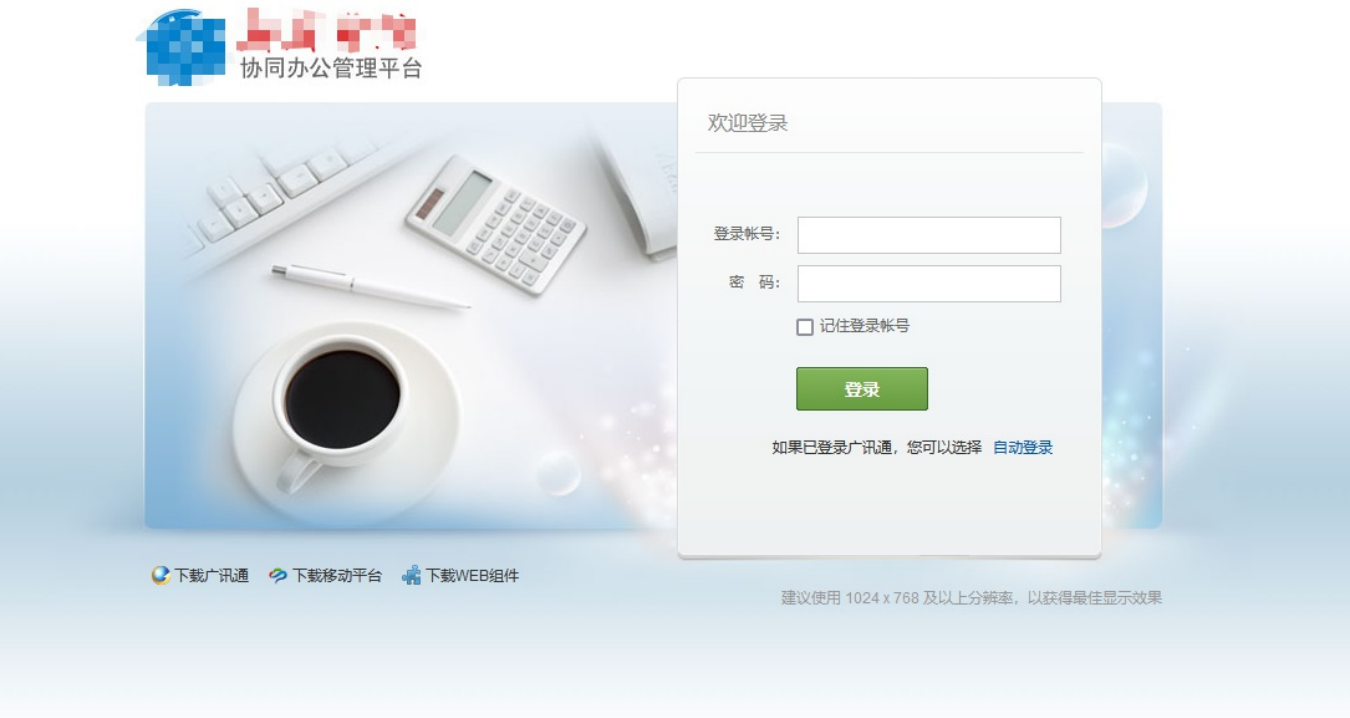 协同办公管理平台
欢迎登录
登录帐号：
密 码：
记住登录帐号
登录
如果已登录广讯通，您可以选择 自动登录
下载广讯通 下载移动平台 下载WEB组件
建议使用 1024 x 768 及以上分辨率，以获得最佳显示效果